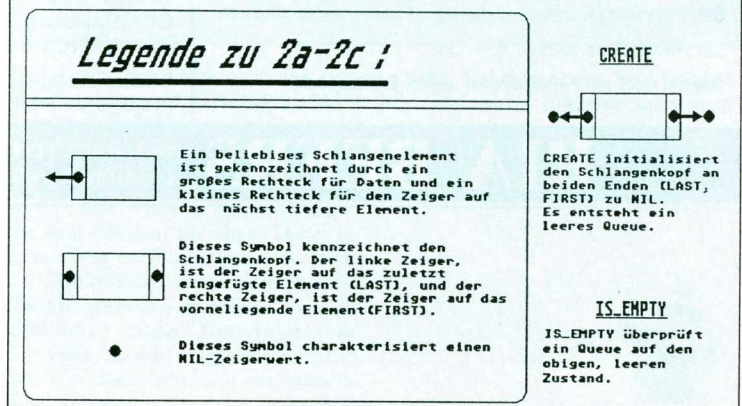 Legende zu 2a-2c :
Ein beliebiges Schlangenelement
ist gekennzeichnet durch ein
großes Rechteck für Daten und ein
kleines Rechteck für den Zeiger auf
das nächst tiefere Element.
Dieses Symbol kennzeichnet den
Schlangenkopf. Der linke Zeiger,
ist der Zeiger auf das zuletzt
eingefügte Element (LAST), und der
rechte Zeiger, ist der Zeiger auf das
vorneliegende Element(FIRST).
Dieses Symbol charakterisiert einen
NIL-Zeigerwert.
CREATE
CREATE initialisiert
den Schlangenkopf an
beiden Enden (LAST,
FIRST) zu NIL.
Es entsteht ein
leeres Queue.
IS_EMPTY
IS_EMPTY überprüft
ein Queue auf den
obigen, leeren
Zustand.